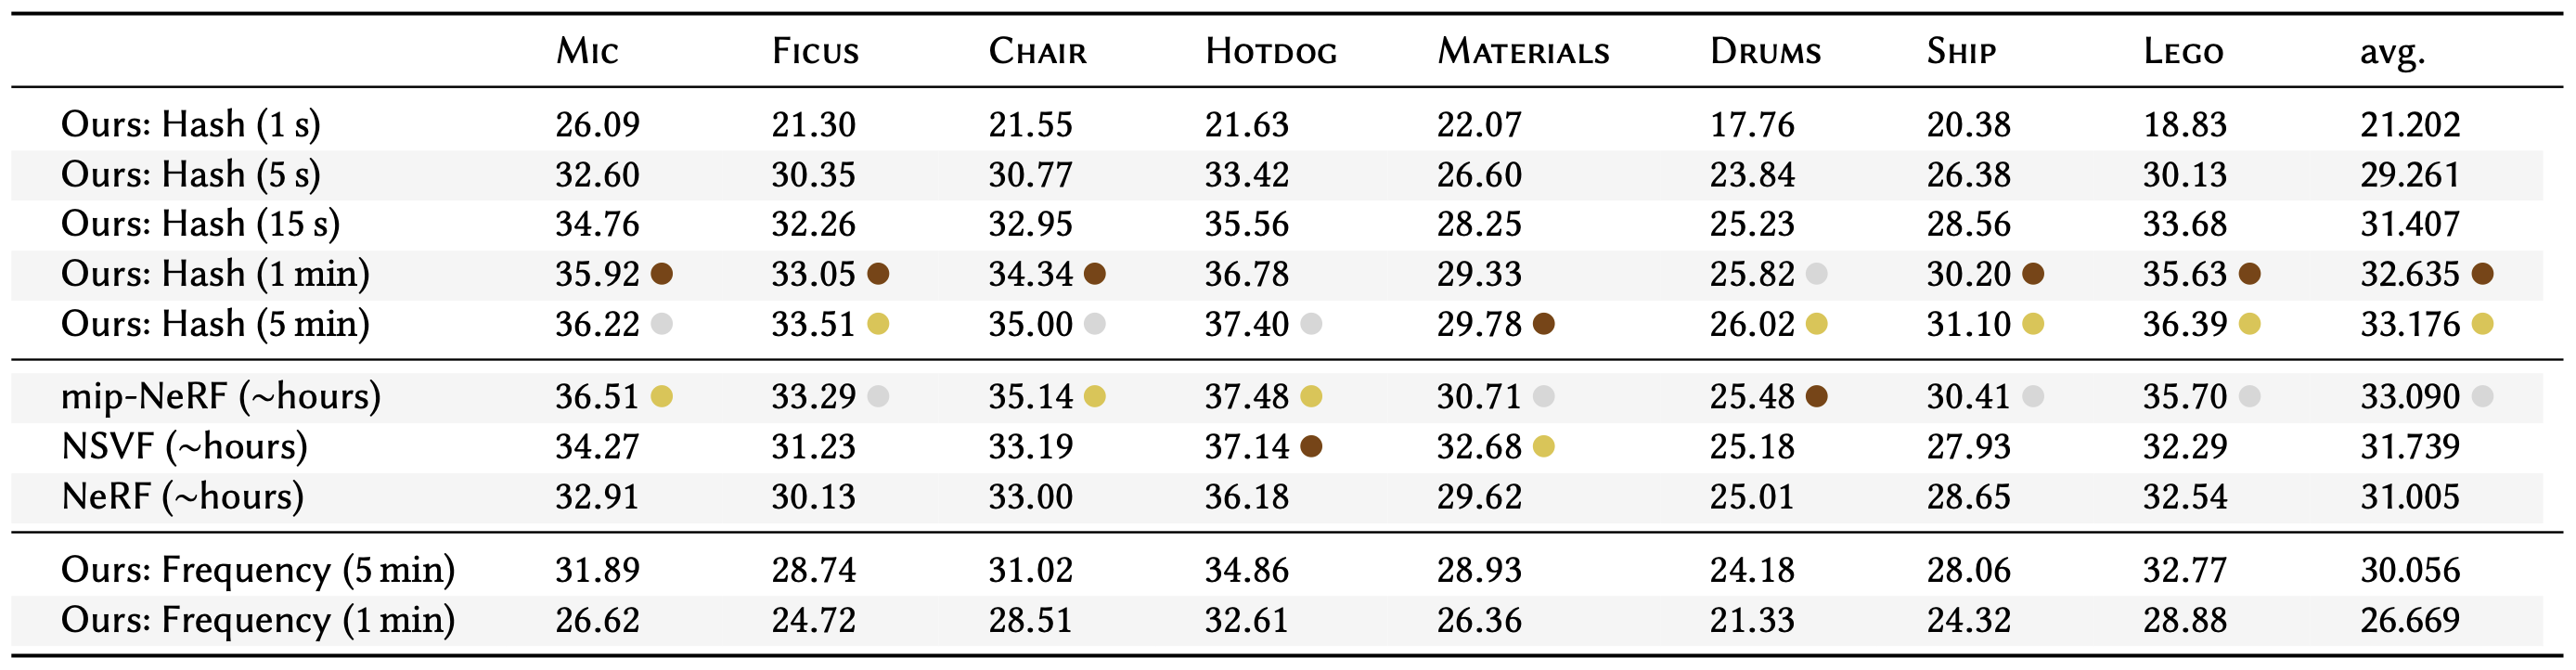 Mic Ficus Chair Hotdog Materials Drums Ship Lego avg.
Ours: Hash (1 s) 26.09 21.30 21.55 21.63 22.07 17.76 20.38 18.83 21.202
Ours: Hash (5 s) 32.60 30.35 30.77 33.42 26.60 23.84 26.38 30.13 29.261
Ours: Hash (15 s) 34.76 32.26 32.95 35.56 28.25 25.23 28.56 33.68 31.407
Ours: Hash (1 min) 35.92 33.05 34.34 36.78 29.33 25.82 30.20 35.63 32.635
Ours: Hash (5 min) 36.22 33.51 35.00 37.40 29.78 26.02 31.10 36.39 33.176
mip-NeRF (~hours) 36.51 33.29 35.14 37.48 30.71 25.48 30.41 35.70 33.090
NSVF (~hours) 34.27 31.23 33.19 37.14 32.68 25.18 27.93 32.29 31.739
NeRF (~hours) 32.91 30.13 33.00 36.18 29.62 25.01 28.65 32.54 31.005
Ours: Frequency (5 min) 31.89 28.74 31.02 34.86 28.93 24.18 28.06 32.77 30.056
Ours: Frequency (1 min) 26.62 24.72 28.51 32.61 26.36 21.33 24.32 28.88 26.669